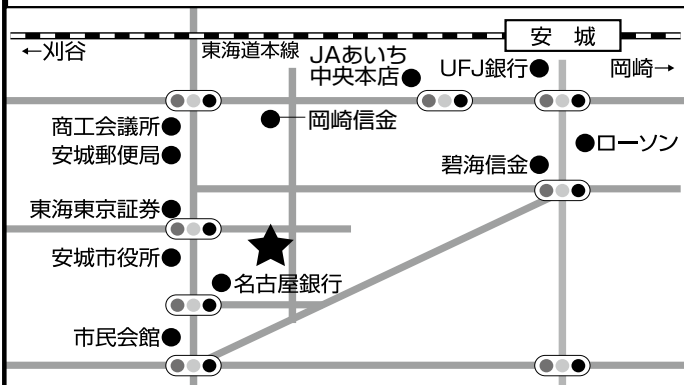 安城
←刈谷
東海道本線
JAあいち
中央本店
UFJ銀行
岡崎→
商工会議所
岡崎信金
ローソン
安城郵便局
碧海信金
東海東京証券
安城市役所
名古屋銀行
市民会館